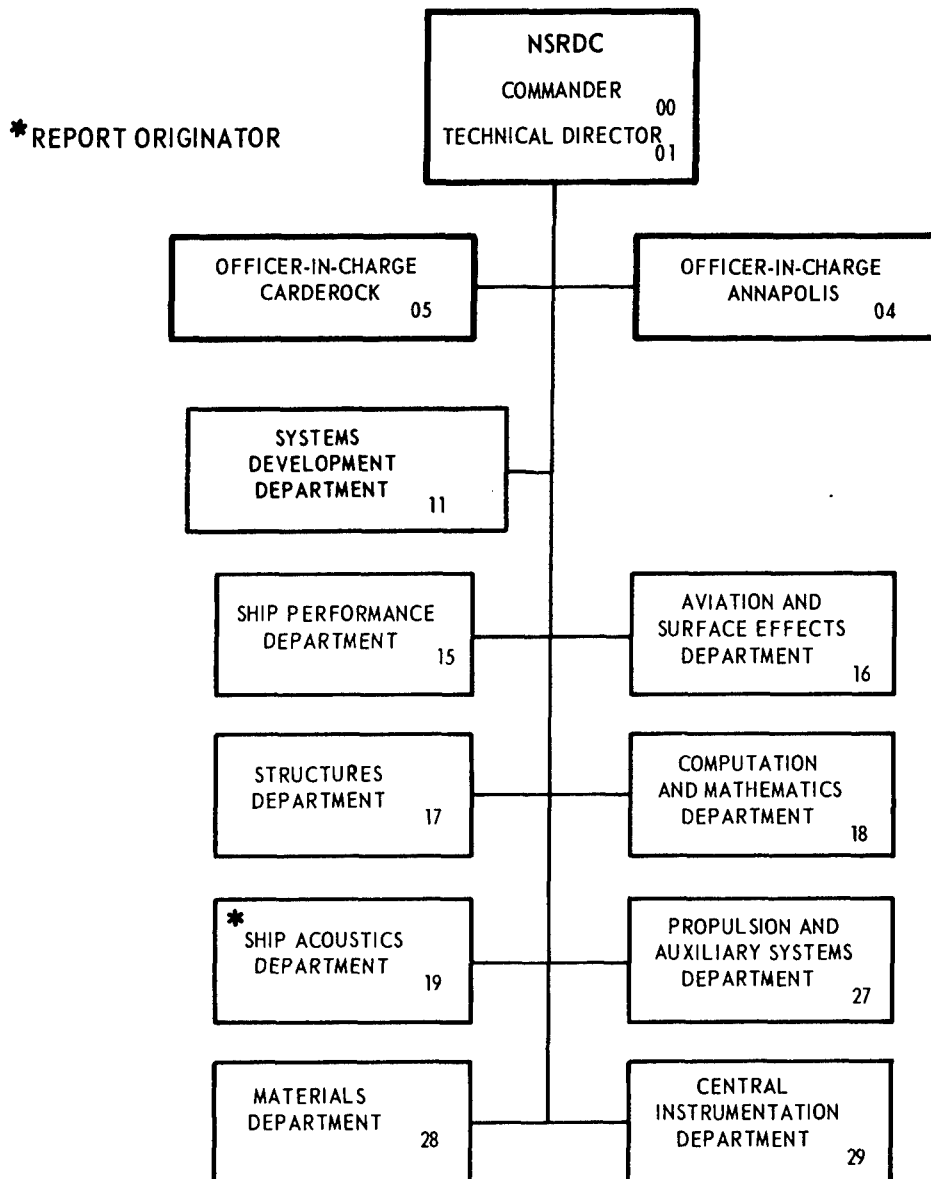 NSRDC
COMMANDER
00
TECHNICAL DIRECTOR
01
*REPORT ORIGINATOR
OFFICER-IN-CHARGE
CARDEROCK
05
OFFICER-IN-CHARGE
ANNAPOLIS
04
SYSTEMS
DEVELOPMENT
DEPARTMENT
11
SHIP PERFORMANCE
DEPARTMENT
15
AVIATION AND
SURFACE EFFECTS
DEPARTMENT
16
STRUCTURES
DEPARTMENT
17
COMPUTATION
AND MATHEMATICS
DEPARTMENT
18
*
SHIP ACOUSTICS
DEPARTMENT
19
PROPULSION AND
AUXILIARY SYSTEMS
DEPARTMENT
27
MATERIALS
DEPARTMENT
28
CENTRAL
INSTRUMENTATION
DEPARTMENT
29